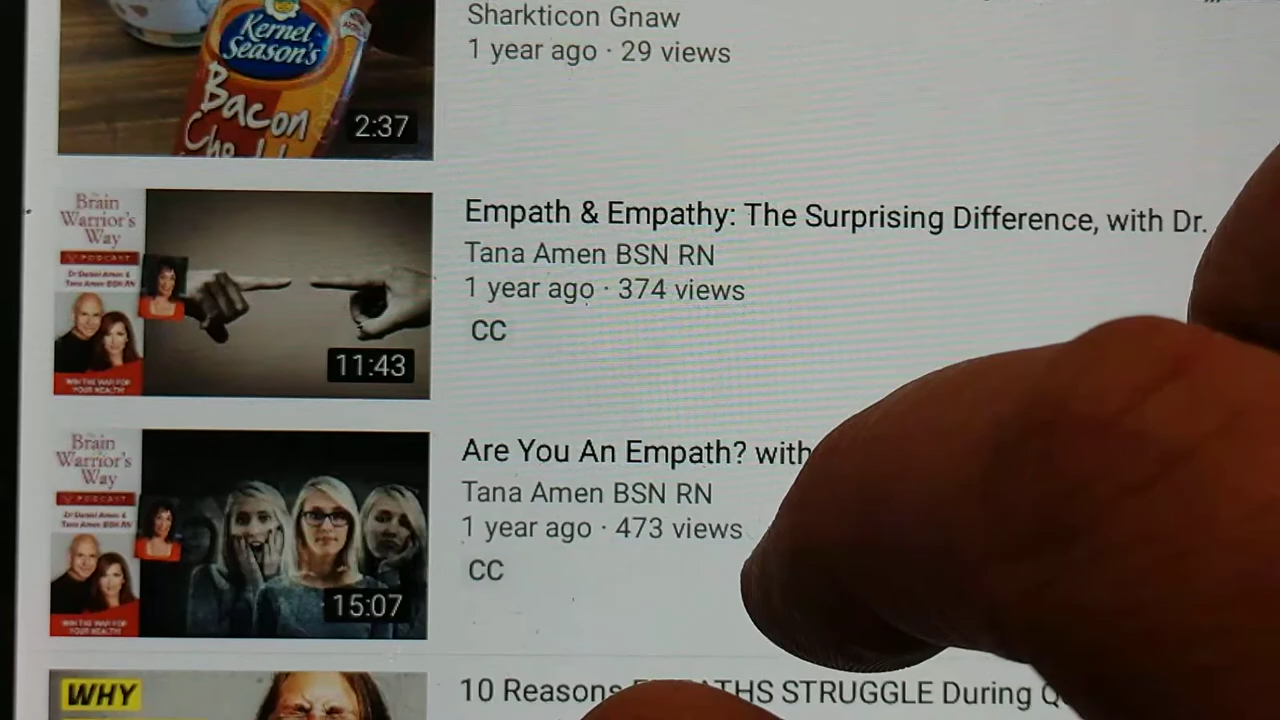 Sharkticon Gnaw
1 year ago · 29 views
Kernel
Season's
Bacon
2:37
Brain
Warrior's
Way
PODCAST
Dr Daniel Amen &
Tana Amen BSN RN
WIN THE WAR FOR
YOUR HEALTH!
11:43
Empath & Empathy: The Surprising Difference, with Dr.
Tana Amen BSN RN
1 year ago · 374 views
CC
Brain
Warrior's
Way
PODCAST
Dr Daniel Amen &
Tana Amen BSN RN
WIN THE WAR FOR
YOUR HEALTH!
15:07
Are You An Empath? with
Tana Amen BSN RN
1 year ago · 473 views
CC
WHY
10 Reasons THS STRUGGLE During Q